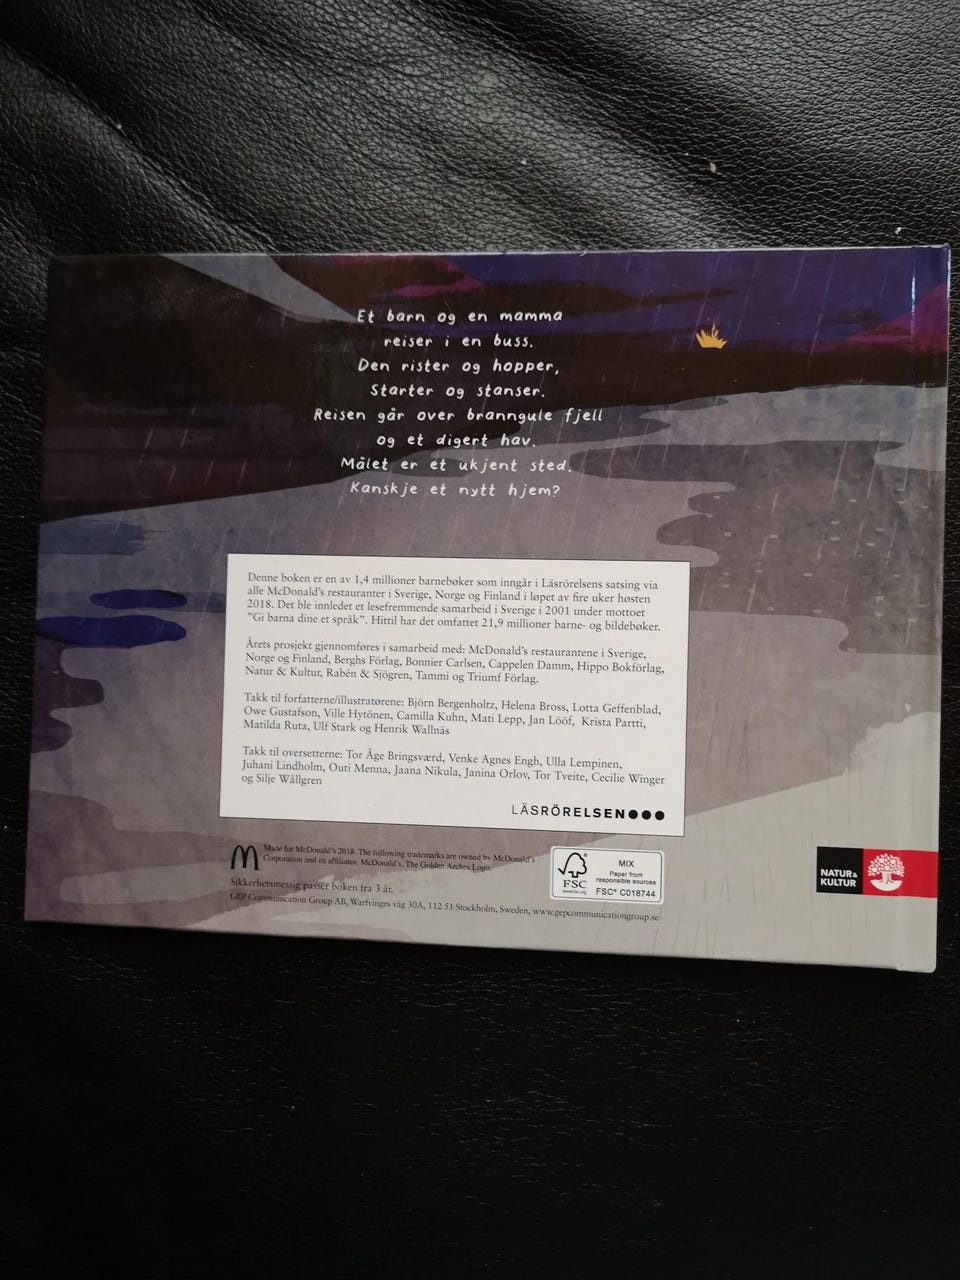 Et barn og en mamma
reiser i en buss.
Den rister og hopper,
Starter og stanser.
Reisen går over branngule fjell
og et digert hav.
Målet er et ukjent sted.
Kanskje et nytt hjem?
Denne boken er en av 1,4 millioner barnebøker som inngår i Läsrörelsens satsing via
alle McDonald's restauranter i Sverige, Norge og Finland i løpet av fire uker høsten
2018. Det ble innledet et lesefremmende samarbeid i Sverige i 2001 under mottoet
"Gi barna dine et språk". Hittil har det omfattet 21,9 millioner barne- og bildebøker.
Årets prosjekt gjennomføres i samarbeid med: McDonald's restaurantene i Sverige,
Norge og Finland, Berghs Förlag, Bonnier Carlsen, Cappelen Damm, Hippo Bokförlag,
Natur & Kultur, Rabén & Sjögren, Tammi og Triumf Förlag.
Takk til forfatterne/illustratørene: Björn Bergenholtz, Helena Bross, Lotta Geffenblad,
Owe Gustafson, Ville Hytönen, Camilla Kuhn, Mati Lepp, Jan Lööf, Krista Partti,
Matilda Ruta, Ulf Stark og Henrik Wallnäs
Takk til oversetterne: Tor Åge Bringsværd, Venke Agnes Engh, Ulla Lempinen,
Juhani Lindholm, Outi Menna, Jaana Nikula, Janina Orlov, Tor Tveite, Cecilie Winger
og Silje Wållgren
LÄSRÖRELSEN
Made for McDonald's 2018. The following trademarks are owned by McDonald's
Corporation and its affiliates: McDonald's, The Golden Arches Logo.
Sikkerhetsmessig passer boken fra 3 år.
GEP Communication Group AB, Warfvinges väg 30A, 112 51 Stockholm, Sweden, www.gepcommunicationgroup.se
FSC
www.fsc.org
MIX
Paper from
responsible sources
FSC® C018744
NATUR &
KULTUR